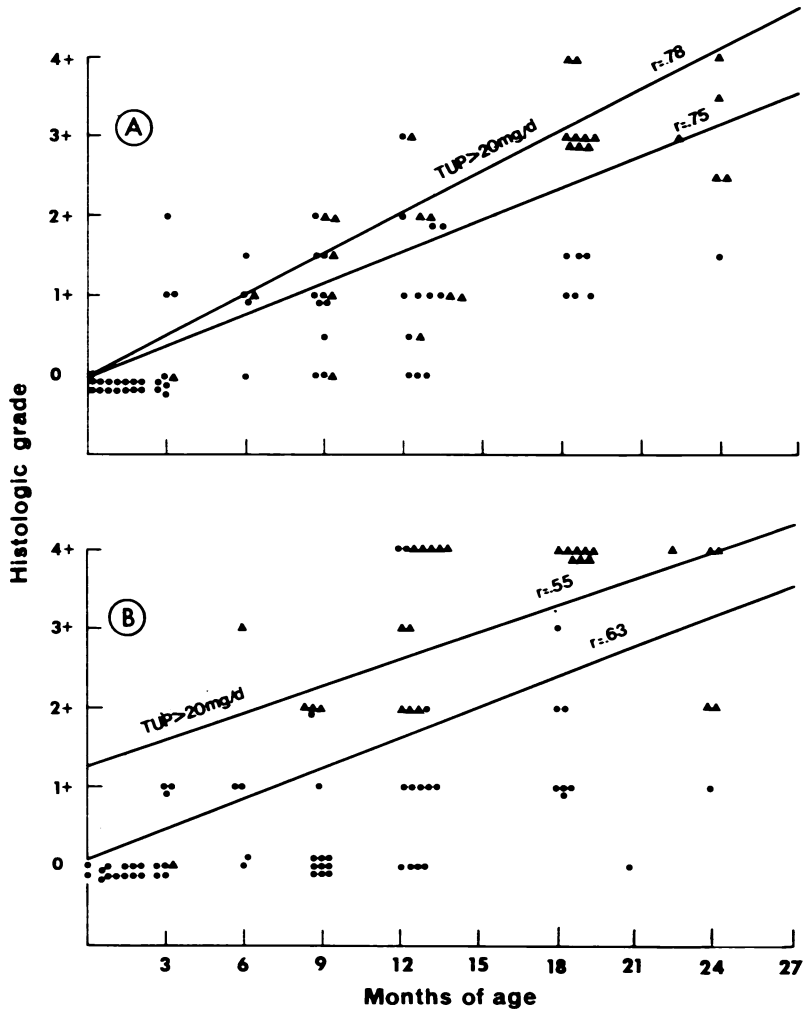 4+
r=.78
A
3+
TUP>20mg/d
r=.75
2+
1+
0
Histologic grade
4+
r=.55
B
3+
r=.63
TUP>20mg/d
2+
1+
0
3 6 9 12 15 18 21 24 27
Months of age